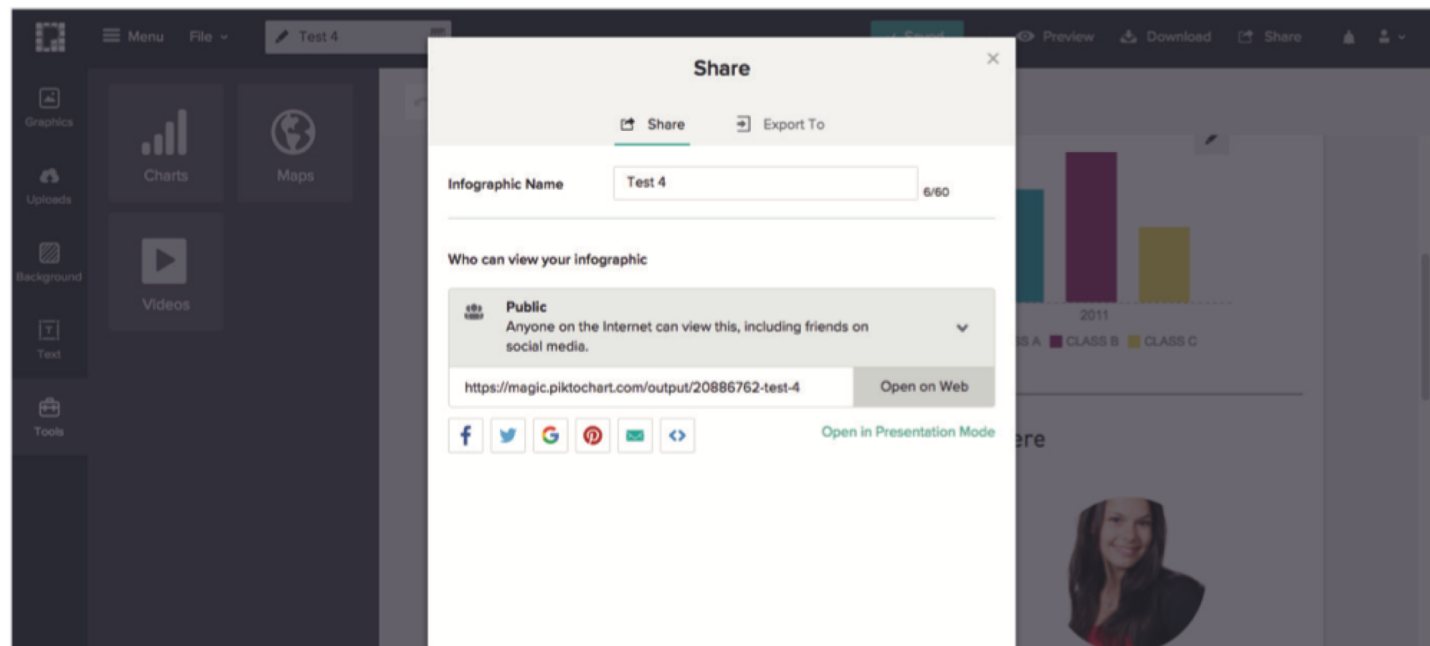 Menu File Test 4 Saved Preview Download Share
Share
Share Export To
Graphics
Charts Maps
Infographic Name Test 4 6/60
Uploads
Who can view your infographic
Background
Videos
Public
Anyone on the Internet can view this, including friends on
social media.
2011
Text
CLASS B CLASS C
https://magic.piktochart.com/output/20886762-test-4 Open on Web
Tools
Open in Presentation Mode